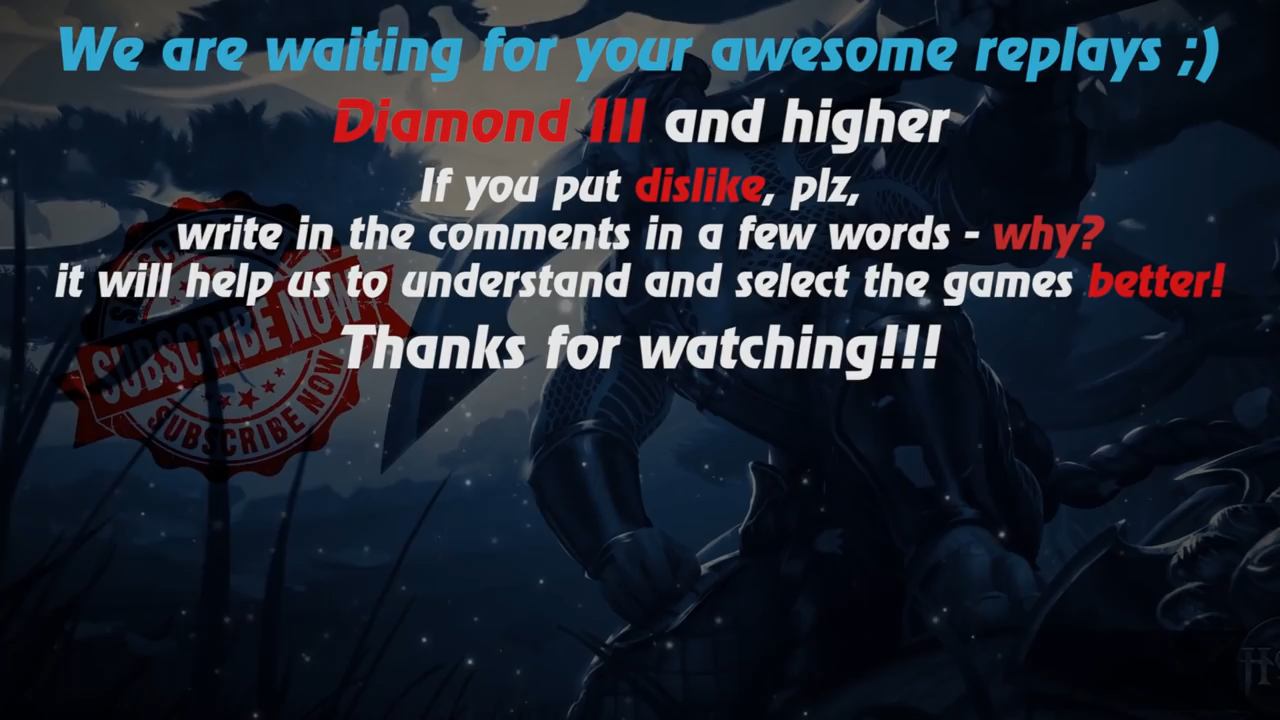 We are waiting for your awesome replays ;)
Diamond III and higher
If you put dislike, plz,
write in the comments in a few words - why?
it will help us to understand and select the games better!
Thanks for watching!!!
SUBSCRIBE NOW
SUBSCRIBE NOW